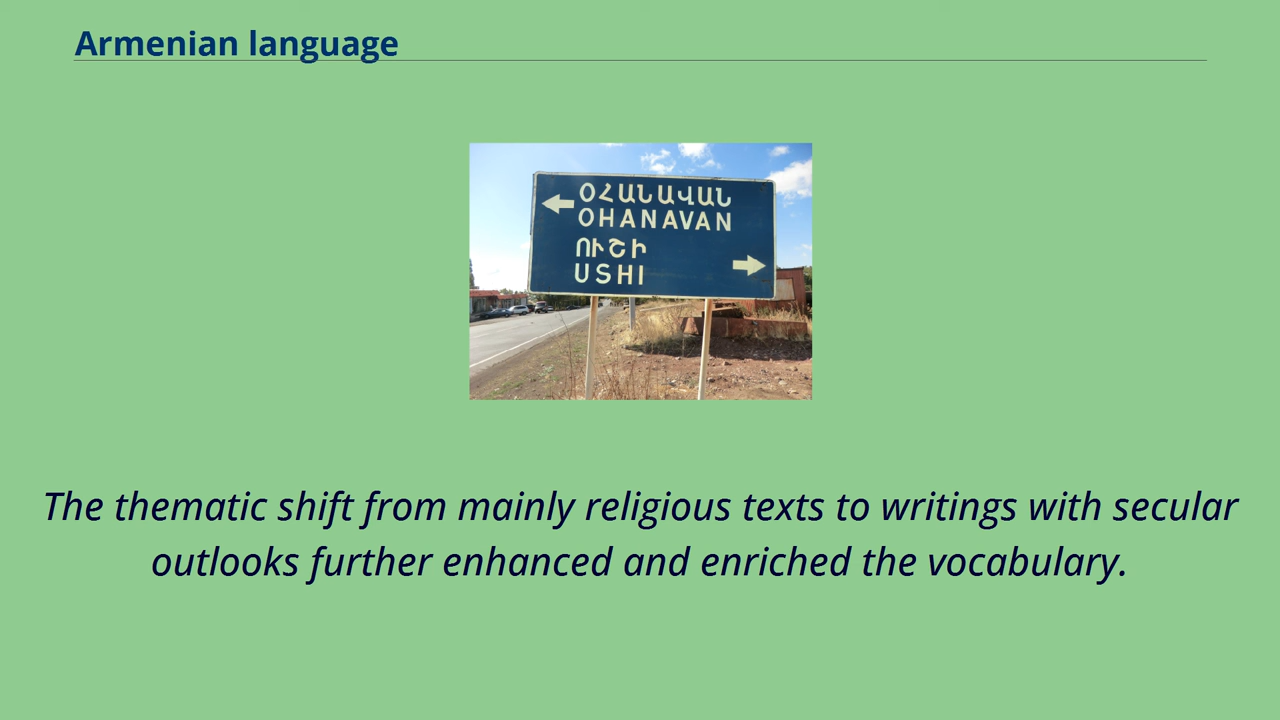 Armenian language
ՕՀԱՆԱՎԱՆ
OHANAVAN
ՈՒՇԻ
USHI
The thematic shift from mainly religious texts to writings with secular
outlooks further enhanced and enriched the vocabulary.